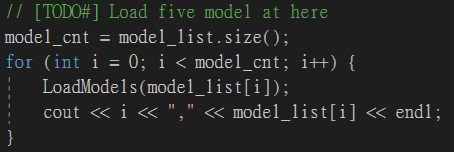 // [TODO#] Load five model at here
model_cnt = model_list.size();
for (int i = 0; i < model_cnt; i++) {
    LoadModels(model_list[i]);
    cout << i << "," << model_list[i] << endl;
}